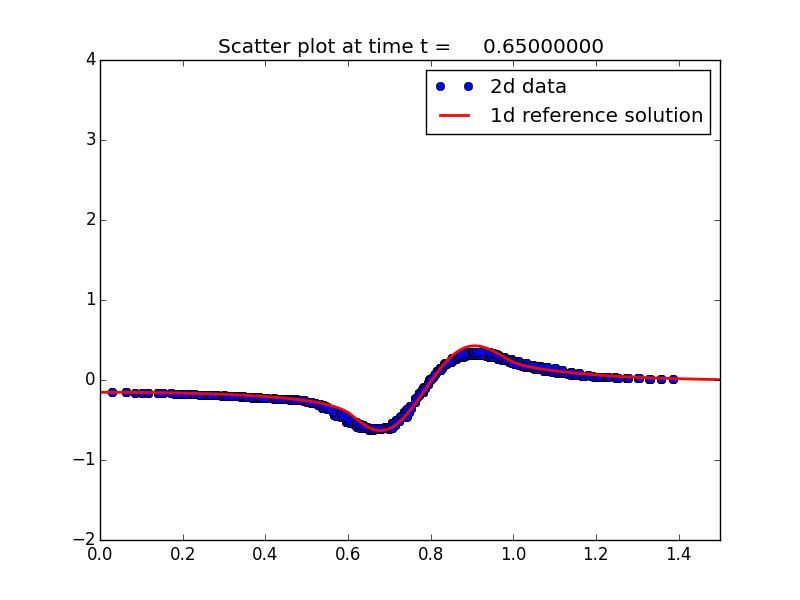 Scatter plot at time t =     0.65000000
4
2d data
1d reference solution
3
2
1
0
−1
−2
0.0 0.2 0.4 0.6 0.8 1.0 1.2 1.4